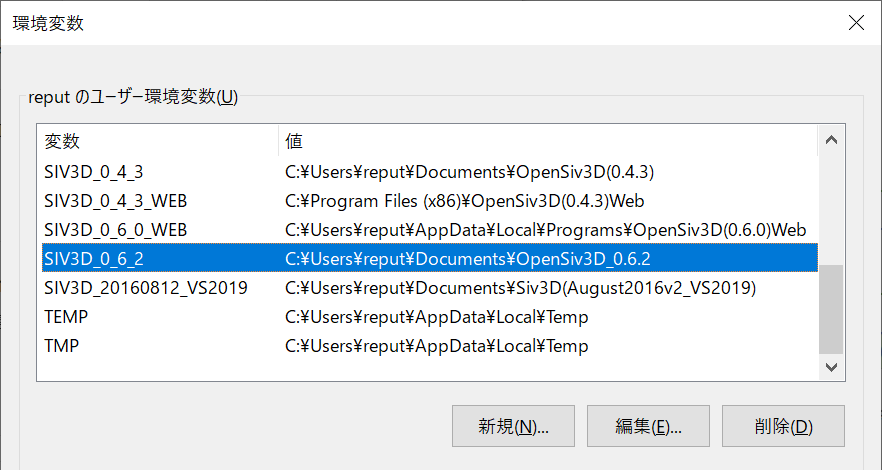 環境変数
reput のユーザー環境変数(U)
変数 値
SIV3D_0_4_3 C:¥Users¥reput¥Documents¥OpenSiv3D(0.4.3)
SIV3D_0_4_3_WEB C:¥Program Files (x86)¥OpenSiv3D(0.4.3)Web
SIV3D_0_6_0_WEB C:¥Users¥reput¥AppData¥Local¥Programs¥OpenSiv3D(0.6.0)Web
SIV3D_0_6_2 C:¥Users¥reput¥Documents¥OpenSiv3D_0.6.2
SIV3D_20160812_VS2019 C:¥Users¥reput¥Documents¥Siv3D(August2016v2_VS2019)
TEMP C:¥Users¥reput¥AppData¥Local¥Temp
TMP C:¥Users¥reput¥AppData¥Local¥Temp
新規(N)... 編集(E)... 削除(D)